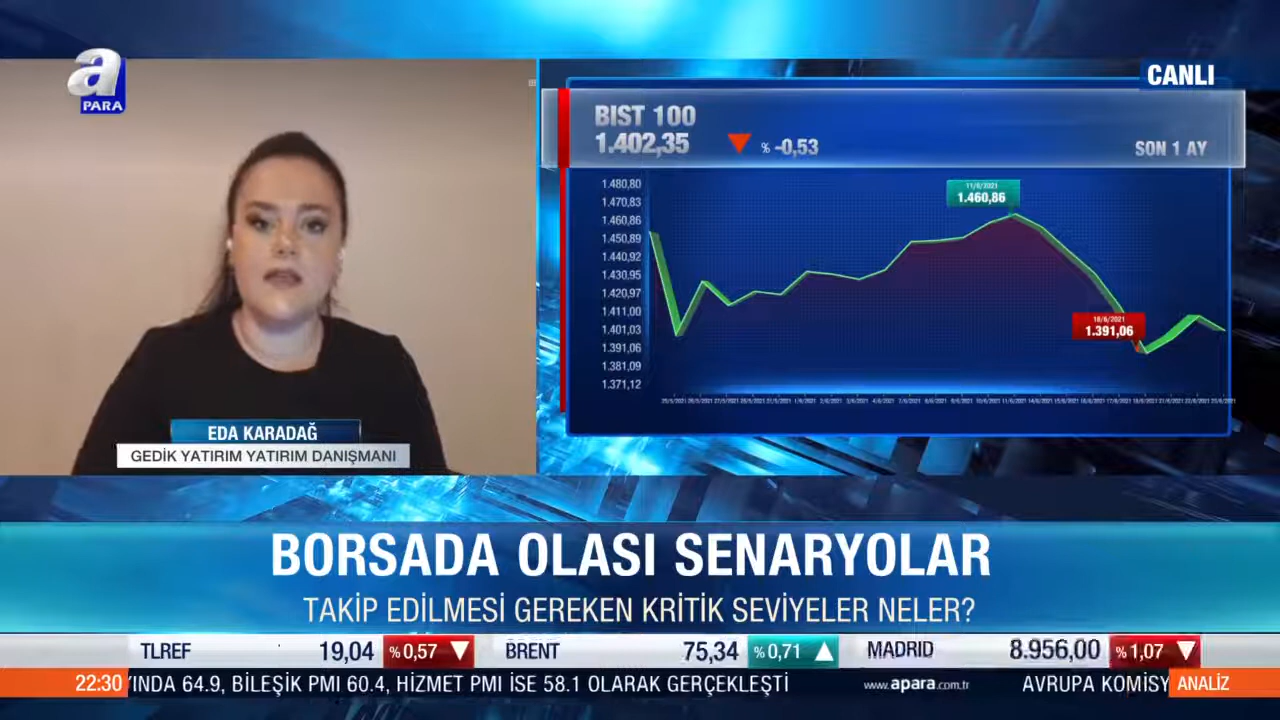 a
PARA
CANLI
BIST 100
1.402,35
% -0,53
SON 1 AY
1.480,80
1.470,83
1.460,86
1.450,89
1.440,92
1.430,95
1.420,97
1.411,00
1.401,03
1.391,06
1.381,09
1.371,12
11/6/2021
1.460,86
18/6/2021
1.391,06
EDA KARADAĞ
GEDİK YATIRIM YATIRIM DANIŞMANI
BORSADA OLASI SENARYOLAR
TAKİP EDİLMESİ GEREKEN KRİTİK SEVİYELER NELER?
TLREF 19,04 %0,57 BRENT 75,34 %0,71 MADRID 8.956,00 %1,07
22:30 YINDA 64.9, BİLEŞİK PMI 60.4, HİZMET PMI İSE 58.1 OLARAK GERÇEKLEŞTİ www.apara.com.tr AVRUPA KOMİSY ANALİZ